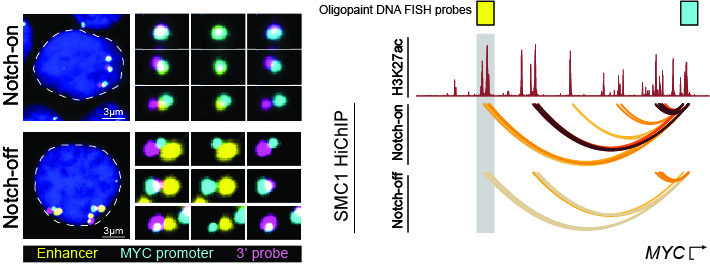 Notch-on
3μm
Notch-off
3μm
Enhancer MYC promoter 3' probe
Oligopaint DNA FISH probes
H3K27ac
SMC1 HiChIP
Notch-on
Notch-off
MYC